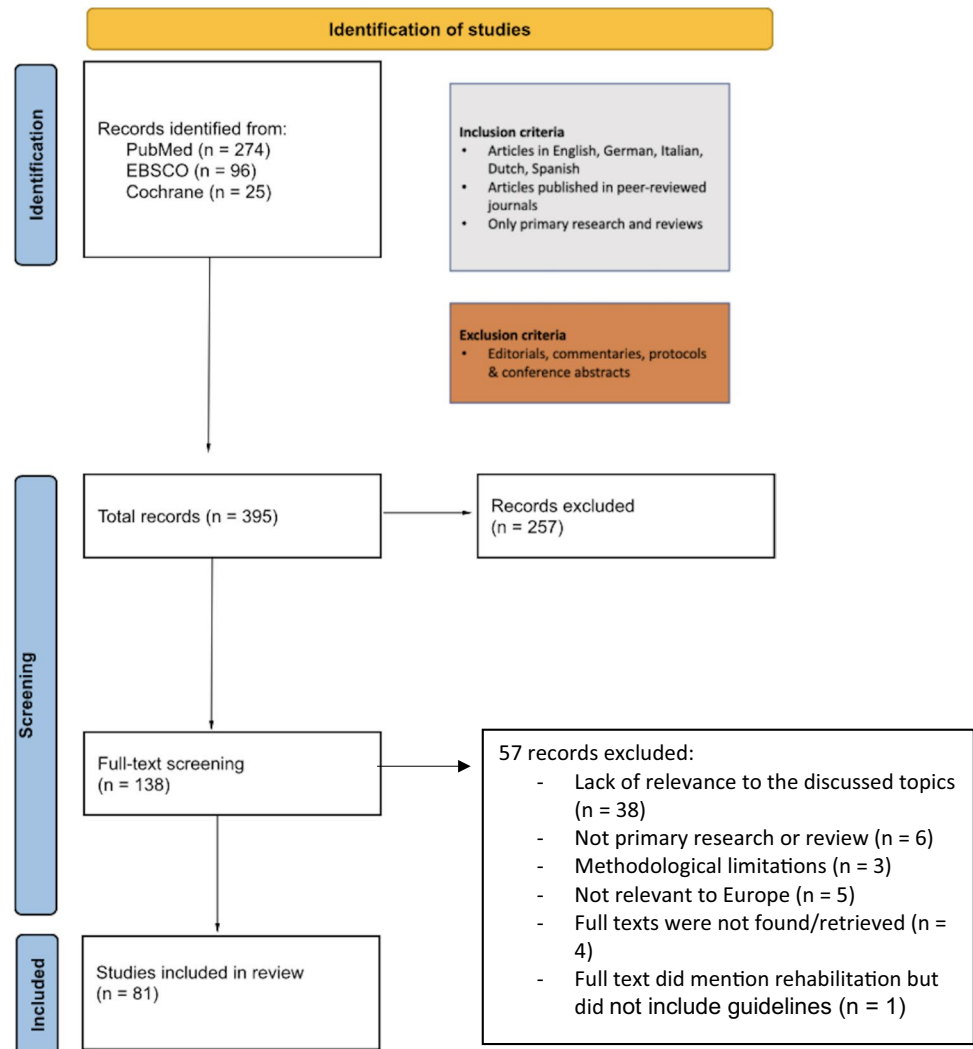 Identification of studies
Identification
Records identified from:
PubMed (n = 274)
EBSCO (n = 96)
Cochrane (n = 25)
Inclusion criteria
• Articles in English, German, Italian,
Dutch, Spanish
• Articles published in peer-reviewed
journals
• Only primary research and reviews
Exclusion criteria
• Editorials, commentaries, protocols
& conference abstracts
Screening
Total records (n = 395)
Records excluded
(n = 257)
Full-text screening
(n = 138)
57 records excluded:
- Lack of relevance to the discussed topics
(n = 38)
- Not primary research or review (n = 6)
- Methodological limitations (n = 3)
- Not relevant to Europe (n = 5)
- Full texts were not found/retrieved (n =
4)
- Full text did mention rehabilitation but
did not include guidelines (n = 1)
Included
Studies included in review
(n = 81)